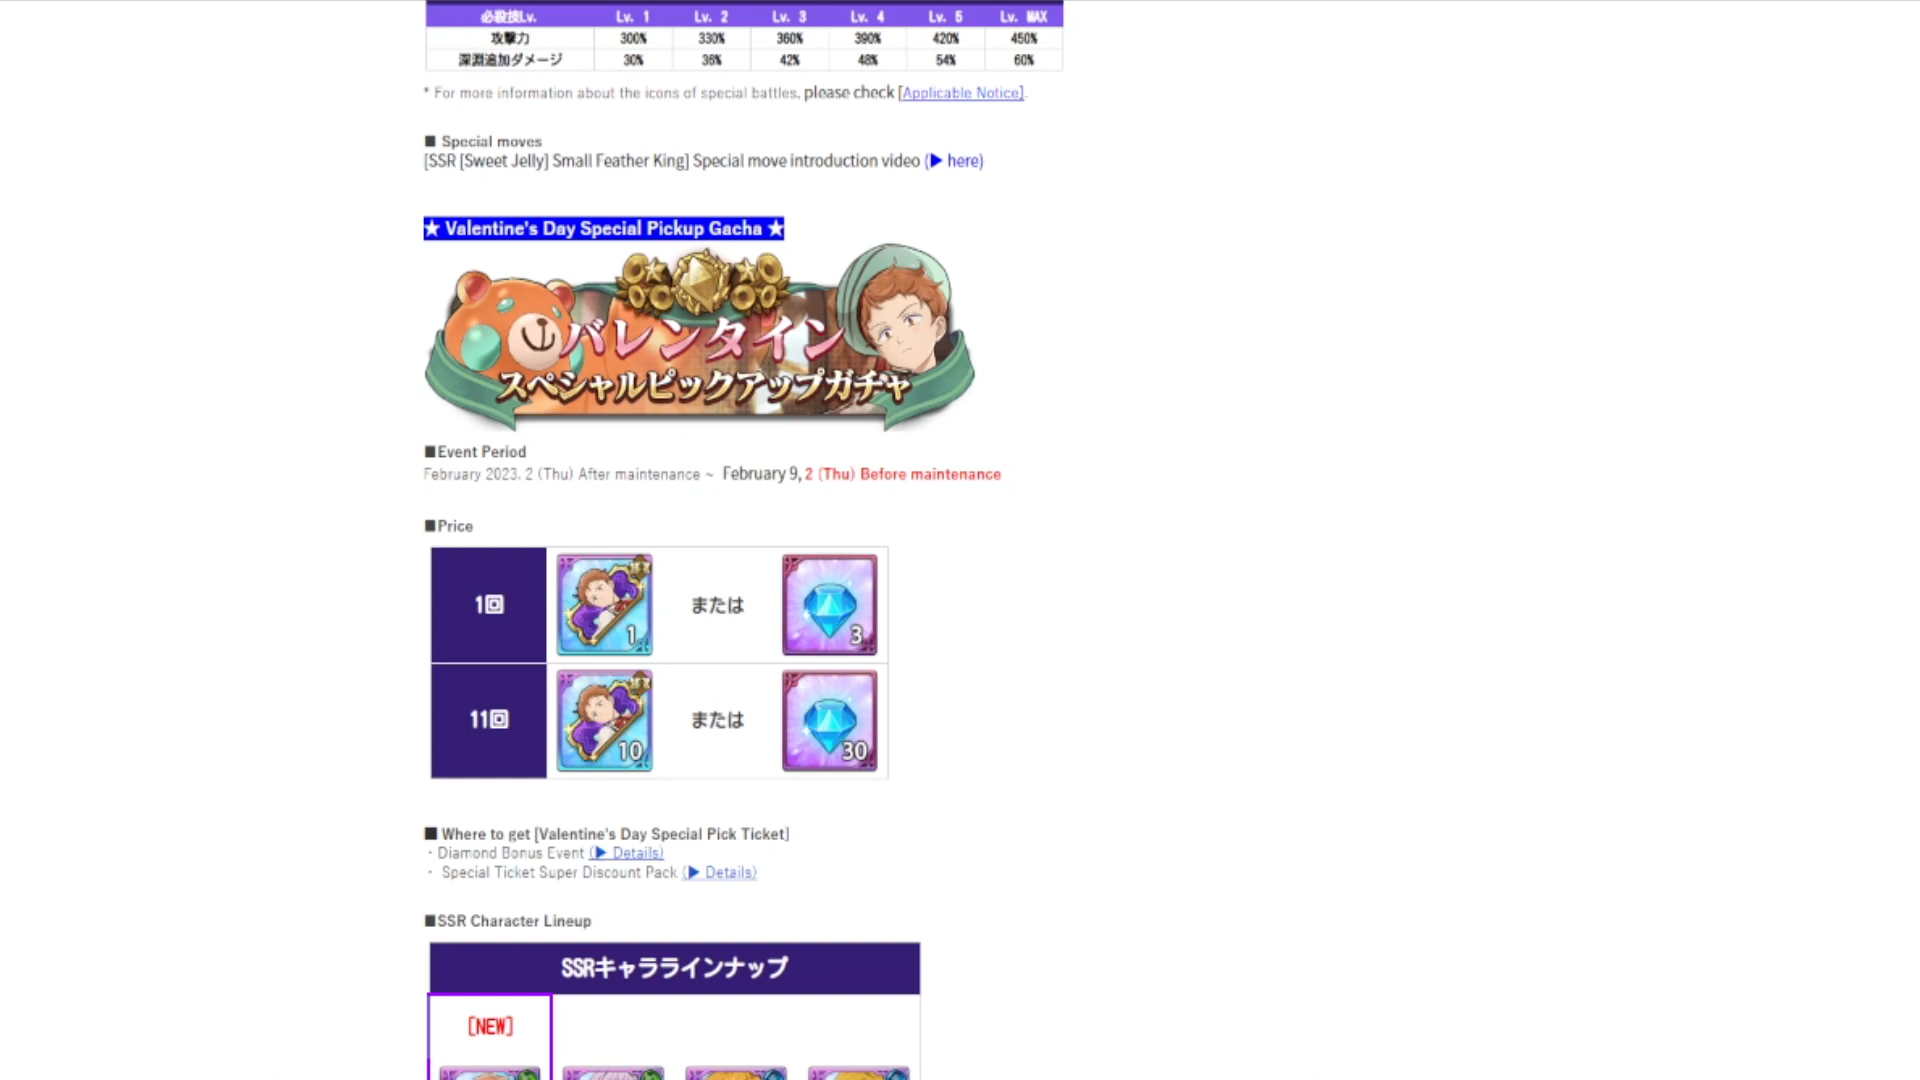 必殺技Lv. Lv. 1 Lv. 2 Lv. 3 Lv. 4 Lv. 5 Lv. MAX
攻撃力 300% 330% 360% 390% 420% 450%
深淵追加ダメージ 30% 36% 42% 48% 54% 60%
* For more information about the icons of special battles, please check [Applicable Notice].
■ Special moves
[SSR [Sweet Jelly] Small Feather King] Special move introduction video (▶ here)
★ Valentine's Day Special Pickup Gacha ★
バレンタイン
スペシャルピックアップガチャ
■Event Period
February 2023. 2 (Thu) After maintenance ~ February 9, 2 (Thu) Before maintenance
■Price
1回 1 または 3
11回 10 または 30
■ Where to get [Valentine's Day Special Pick Ticket]
・Diamond Bonus Event (▶ Details)
・ Special Ticket Super Discount Pack (▶ Details)
■SSR Character Lineup
SSRキャララインナップ
[NEW]